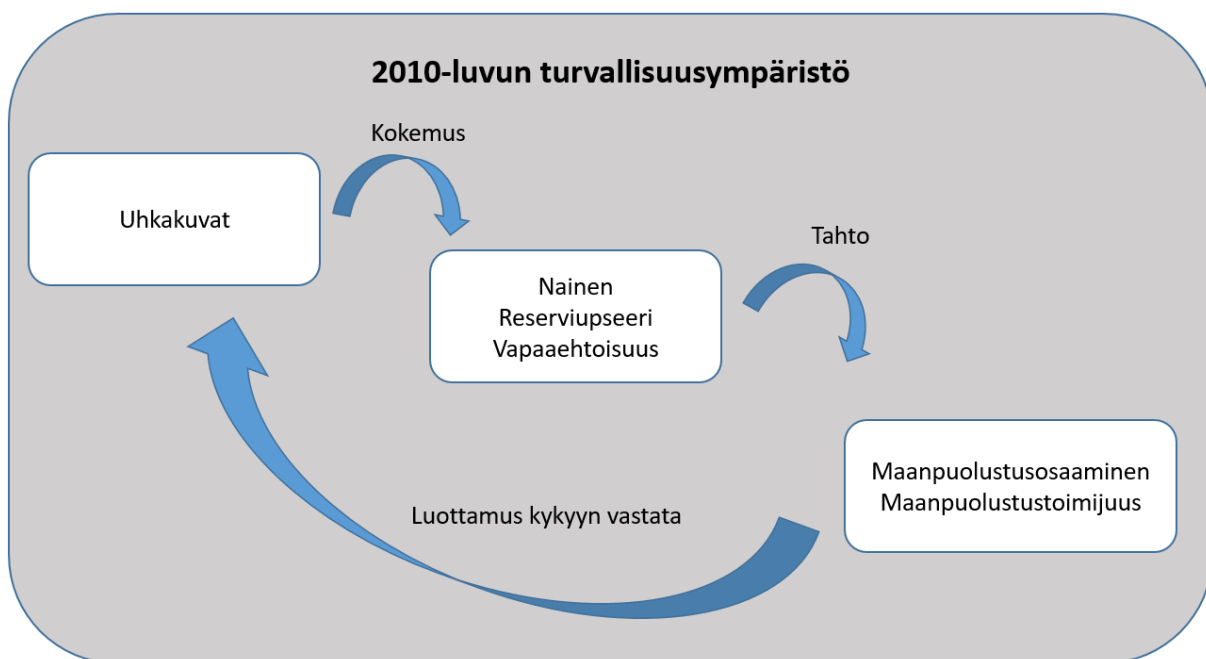 2010-luvun turvallisuusympäristö
Kokemus
Uhkakuvat
Tahto
Nainen
Reserviupseeri
Vapaaehtoisuus
Maanpuolustusosaaminen
Maanpuolustustoimijuus
Luottamus kykyyn vastata